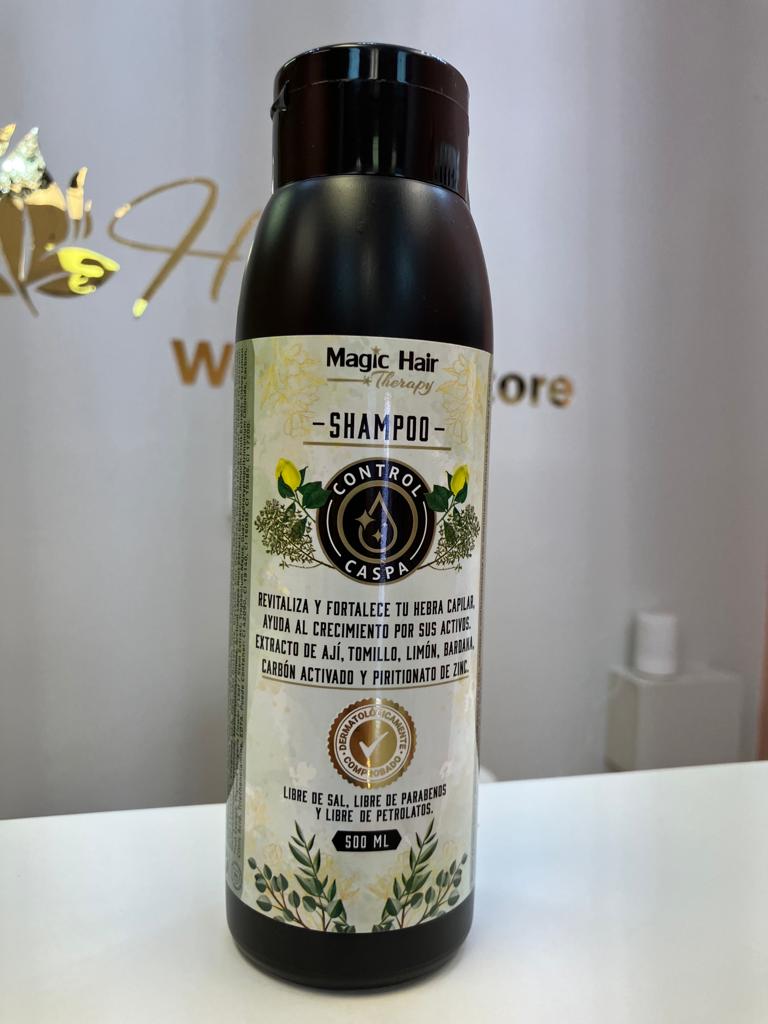 Magic Hair
Therapy
-SHAMPOO-
CONTROL
CASPA
REVITALIZA Y FORTALECE TU HEBRA CAPILAR,
AYUDA AL CRECIMIENTO POR SUS ACTIVOS.
EXTRACTO DE AJÍ, TOMILLO, LIMÓN, BARDANA,
CARBÓN ACTIVADO Y PIRITIONATO DE ZINC.
DERMATOLÓGICAMENTE
COMPROBADO
LIBRE DE SAL, LIBRE DE PARABENOS
Y LIBRE DE PETROLATOS.
500 ML